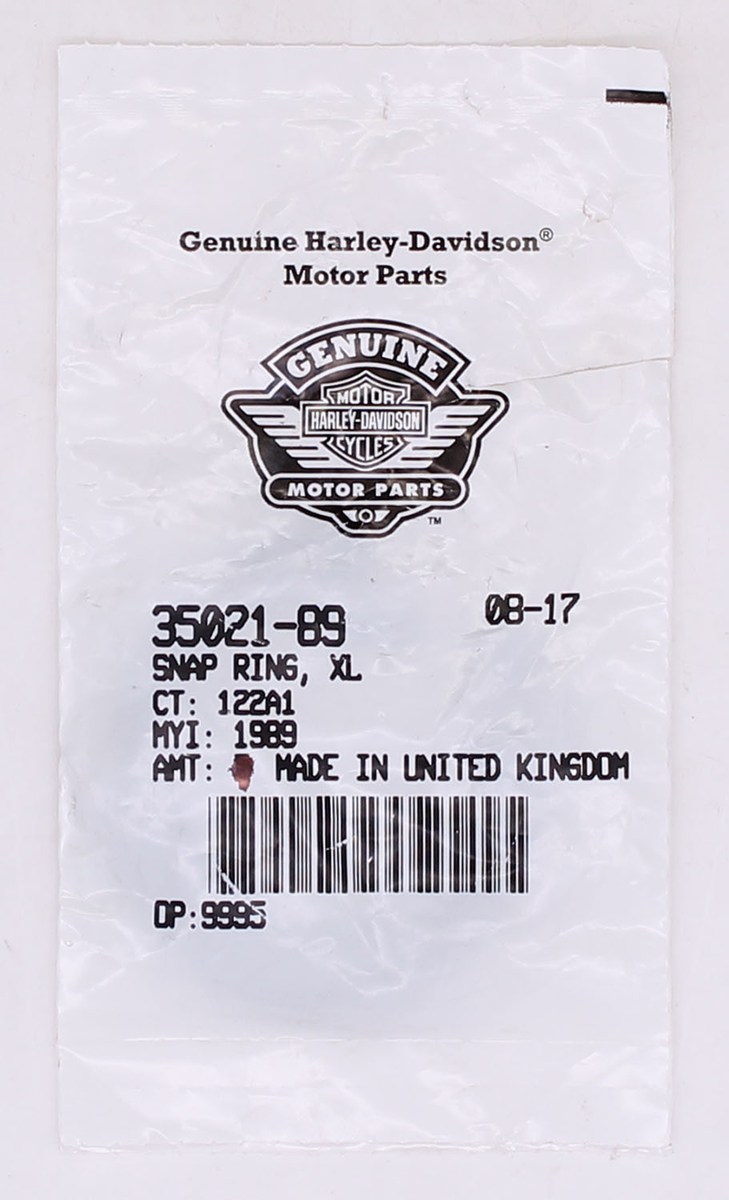 Genuine Harley-Davidson®
Motor Parts
GENUINE
MOTOR
HARLEY-DAVIDSON
CYCLES
MOTOR PARTS
™
35021-89 08-17
SNAP RING, XL
CT: 122A1
MYI: 1989
AMT: MADE IN UNITED KINGDOM
OP:9995